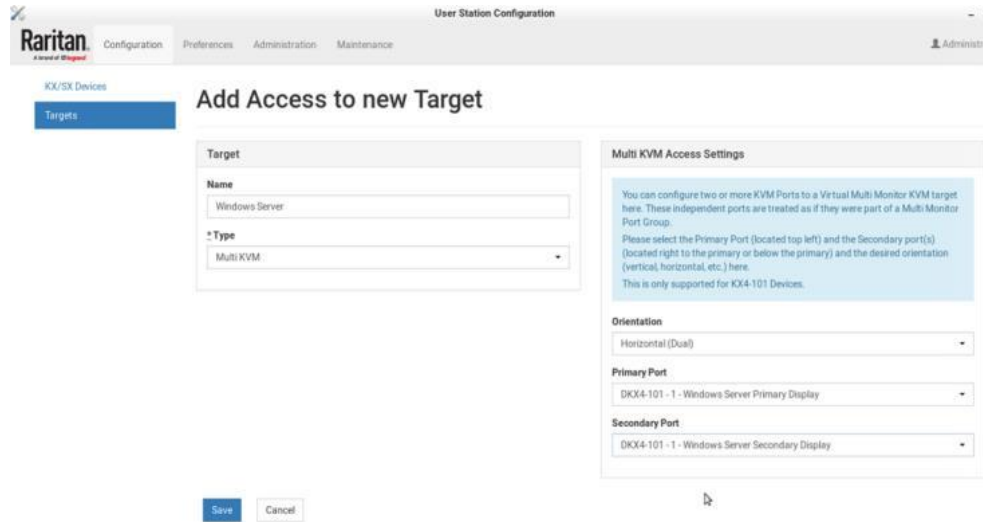 User Station Configuration
Raritan.
A brand of legrand
Configuration
Preferences
Administration
Maintenance
KX/SX Devices
Targets
Add Access to new Target
Target
Name
Windows Server
* Type
Multi KVM
Multi KVM Access Settings
You can configure two or more KVM Ports to a Virtual Multi Monitor KVM target
here. These independent ports are treated as if they were part of a Multi Monitor
Port Group.
Please select the Primary Port (located top left) and the Secondary port(s)
(located right to the primary or below the primary) and the desired orientation
(vertical, horizontal, etc.) here.
This is only supported for KX4-101 Devices.
Orientation
Horizontal (Dual)
Primary Port
DKX4-101 - 1 - Windows Server Primary Display
Secondary Port
DKX4-101 - 1 - Windows Server Secondary Display
Save
Cancel